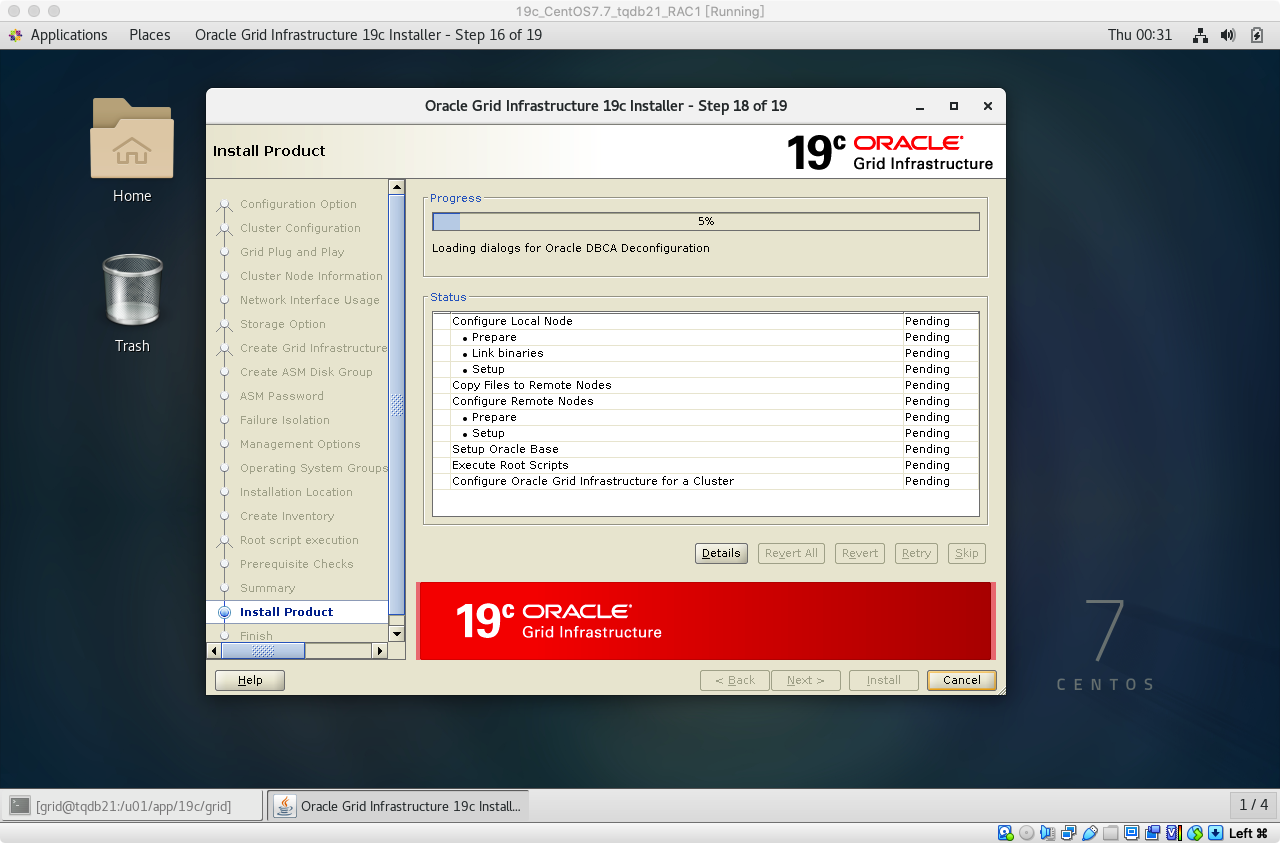 19c_CentOS7.7_tqdb21_RAC1 [Running]
Applications Places Oracle Grid Infrastructure 19c Installer - Step 16 of 19 Thu 00:31
Home
Trash
Oracle Grid Infrastructure 19c Installer - Step 18 of 19
Install Product
19c ORACLE
Grid Infrastructure
Configuration Option
Cluster Configuration
Grid Plug and Play
Cluster Node Information
Network Interface Usage
Storage Option
Create Grid Infrastructure
Create ASM Disk Group
ASM Password
Failure Isolation
Management Options
Operating System Groups
Installation Location
Create Inventory
Root script execution
Prerequisite Checks
Summary
Install Product
Finish
Progress
5%
Loading dialogs for Oracle DBCA Deconfiguration
Status
Configure Local Node Pending
• Prepare Pending
• Link binaries Pending
• Setup Pending
Copy Files to Remote Nodes Pending
Configure Remote Nodes Pending
• Prepare Pending
• Setup Pending
Setup Oracle Base Pending
Execute Root Scripts Pending
Configure Oracle Grid Infrastructure for a Cluster Pending
Details Revert All Revert Retry Skip
19c ORACLE
Grid Infrastructure
Help < Back Next > Install Cancel
7
CENTOS
[grid@tqdb21:/u01/app/19c/grid] Oracle Grid Infrastructure 19c Install... 1 / 4
Left ⌘